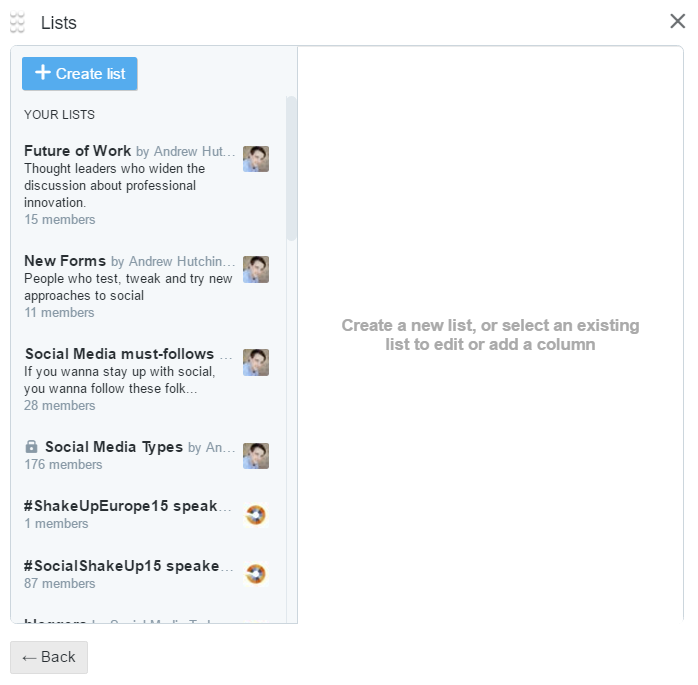 Lists
Create list
YOUR LISTS
Future of Work by Andrew Hut...
Thought leaders who widen the
discussion about professional
innovation.
15 members
New Forms by Andrew Hutchin...
People who test, tweak and try new
approaches to social
11 members
Social Media must-follows ...
If you wanna stay up with social,
you wanna follow these folk...
28 members
Social Media Types by An...
176 members
#ShakeUpEurope15 speak...
1 members
#SocialShakeUp15 speake...
87 members
Create a new list, or select an existing
list to edit or add a column
← Back